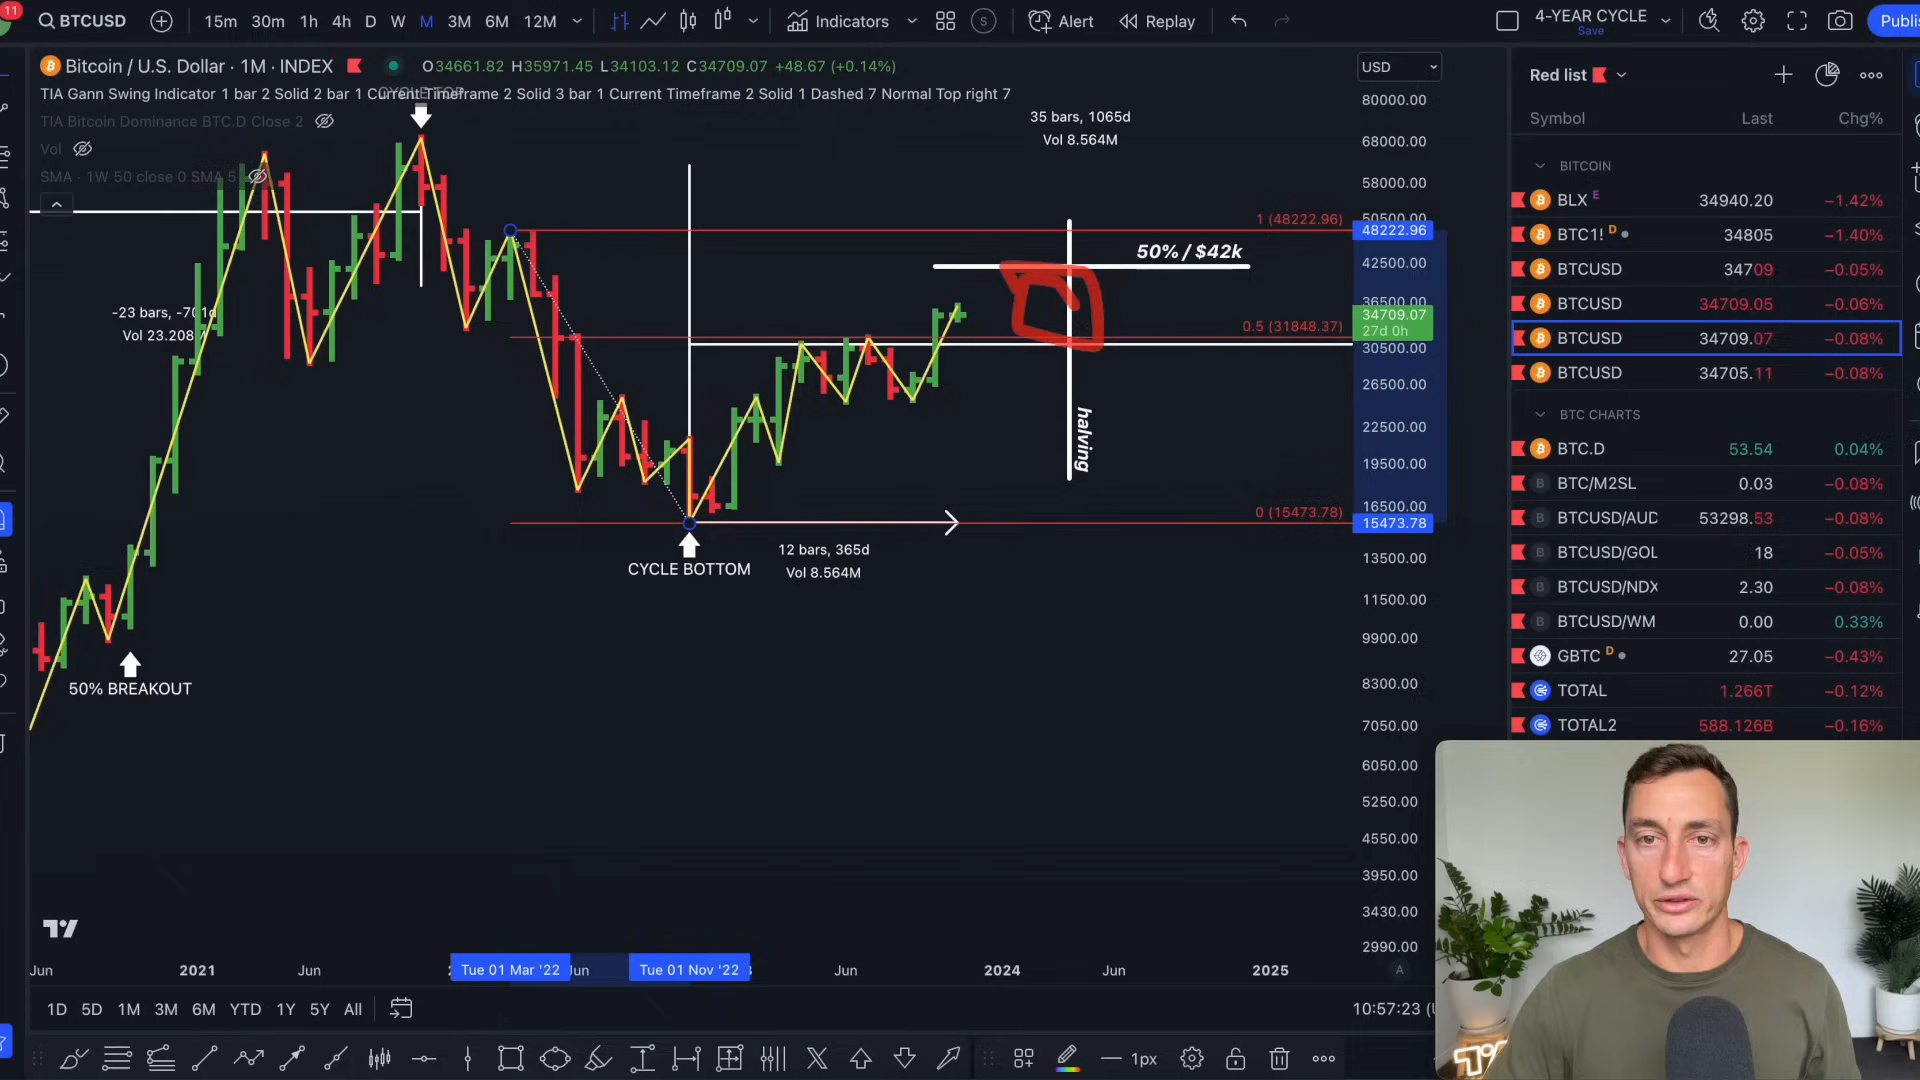 11
BTCUSD
15m 30m 1h 4h D W M 3M 6M 12M
Indicators
S
Alert
Replay
4-YEAR CYCLE
Save
Publi
Bitcoin / U.S. Dollar · 1M · INDEX
O34661.82 H35971.45 L34103.12 C34709.07 +48.67 (+0.14%)
USD
TIA Gann Swing Indicator 1 bar 2 Solid 2 bar 1 Current Timeframe 2 Solid 3 bar 1 Current Timeframe 2 Solid 1 Dashed 7 Normal Top right 7
CYCLE TOP
TIA Bitcoin Dominance BTC.D Close 2
Vol
SMA · 1W 50 close 0 SMA 5
35 bars, 1065d
Vol 8.564M
-23 bars, -701d
Vol 23.208M
1 (48222.96)
50% / $42k
0.5 (31848.37)
halving
0 (15473.78)
CYCLE BOTTOM
12 bars, 365d
Vol 8.564M
50% BREAKOUT
80000.00
68000.00
58000.00
50500.00
48222.96
42500.00
36500.00
34709.07
27d 0h
30500.00
26500.00
22500.00
19500.00
16500.00
15473.78
13500.00
11500.00
9900.00
8300.00
7050.00
6050.00
5250.00
4550.00
3950.00
3430.00
2990.00
A
Jun
2021
Jun
Tue 01 Mar '22
Jun
Tue 01 Nov '22
Jun
2024
Jun
2025
1D 5D 1M 3M 6M YTD 1Y 5Y All
10:57:23 (U
1px
Red list
Symbol Last Chg%
BITCOIN
BLX E 34940.20 −1.42%
BTC1! D 34805 −1.40%
BTCUSD 34709 −0.05%
BTCUSD 34709.05 −0.06%
BTCUSD 34709.07 −0.08%
BTCUSD 34705.11 −0.08%
BTC CHARTS
BTC.D 53.54 0.04%
B BTC/M2SL 0.03 −0.08%
B BTCUSD/AUD 53298.53 −0.08%
B BTCUSD/GOL 18 −0.05%
B BTCUSD/NDX 2.30 −0.08%
B BTCUSD/WM 0.00 0.33%
GBTC D 27.05 −0.43%
TOTAL 1.266T −0.12%
TOTAL2 588.126B −0.16%